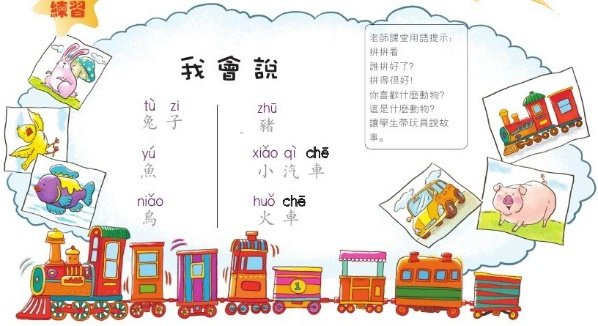 練習
我會說
tù zi
兔子
yú
魚
niǎo
鳥
zhū
豬
xiǎo qì chē
小汽車
huǒ chē
火車
老師課堂用語提示：
拼拼看
誰拼好了?
拼得很好!
你喜歡什麼動物?
這是什麼動物?
讓學生帶玩具說故
事。
1